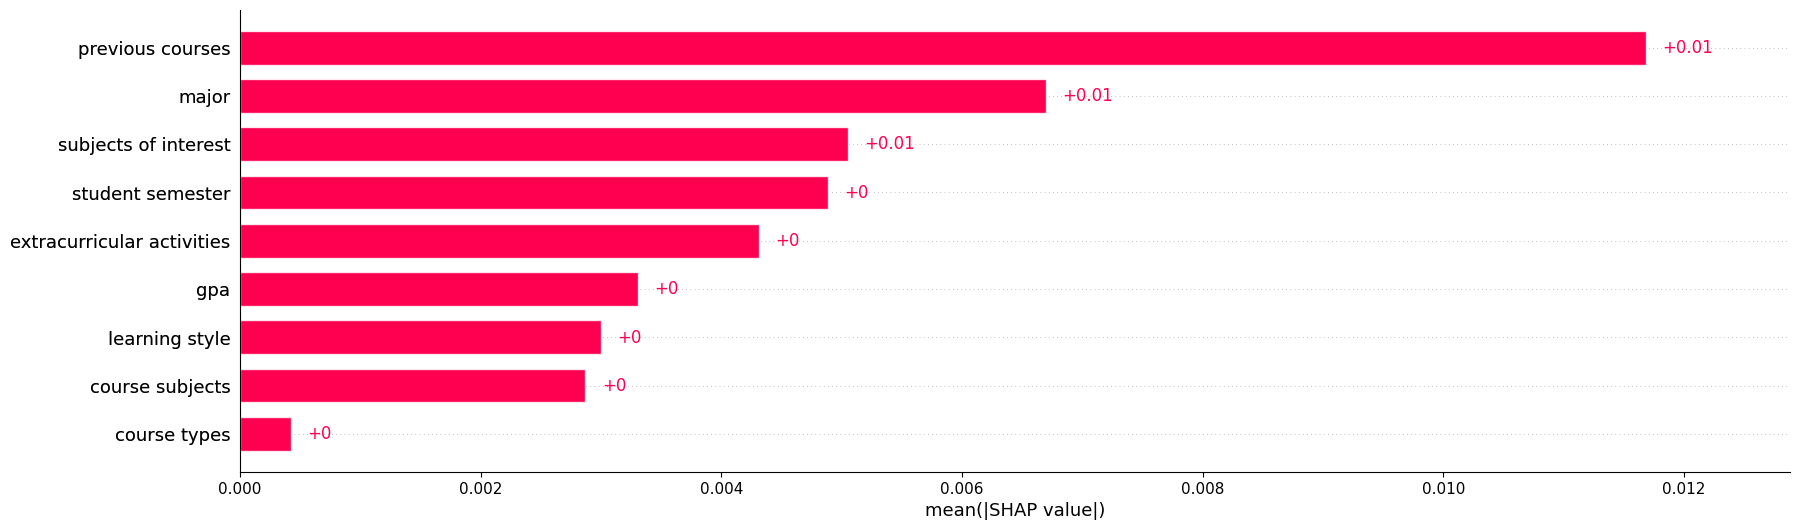 previous courses +0.01
major +0.01
subjects of interest +0.01
student semester +0
extracurricular activities +0
gpa +0
learning style +0
course subjects +0
course types +0
0.000 0.002 0.004 0.006 0.008 0.010 0.012
mean(|SHAP value|)